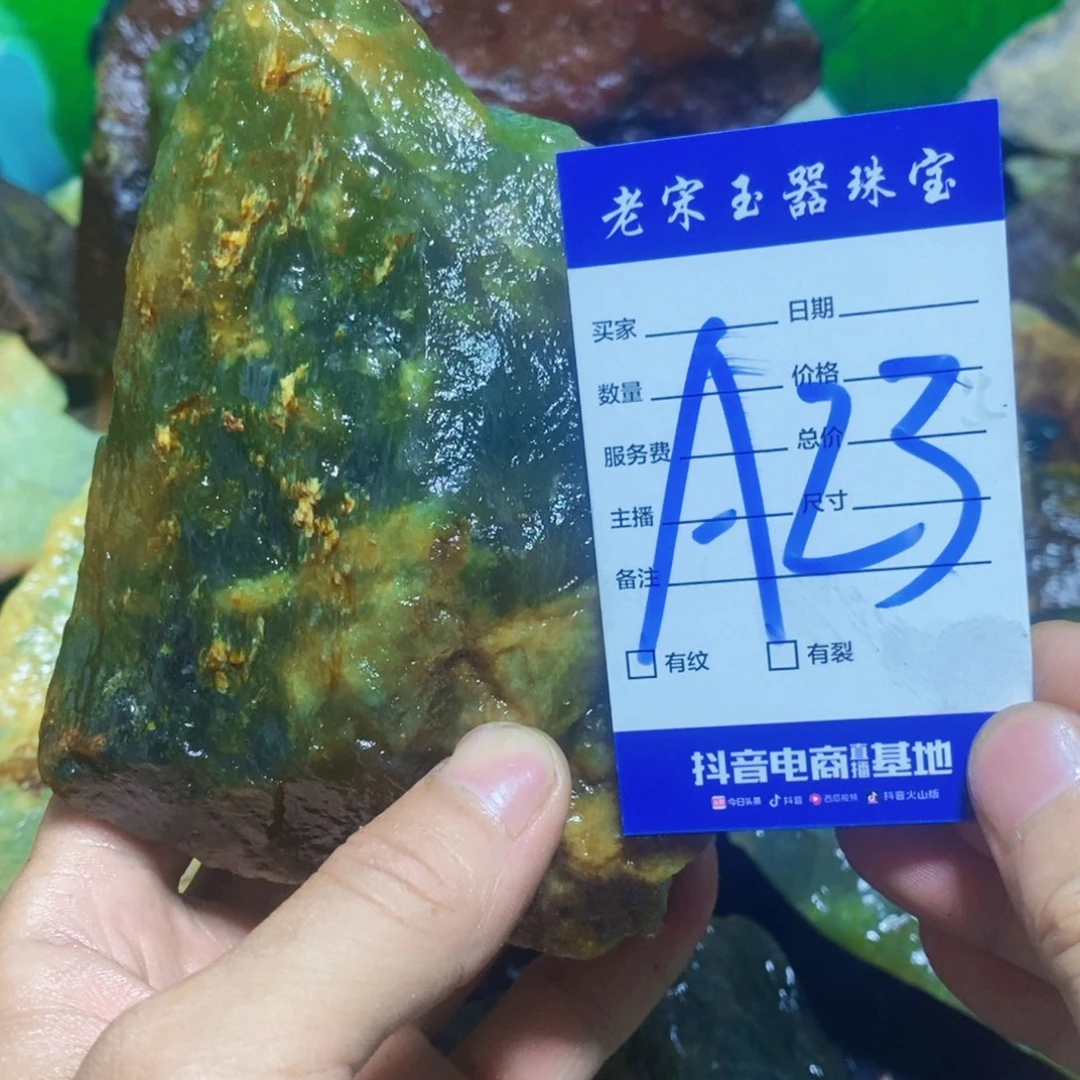 老宋玉器珠宝
买家 日期
数量 价格
服务费 总价
主播 尺寸
备注
A23
有纹 有裂
抖音电商直播基地
今日头条 抖音 西瓜视频 抖音火山版